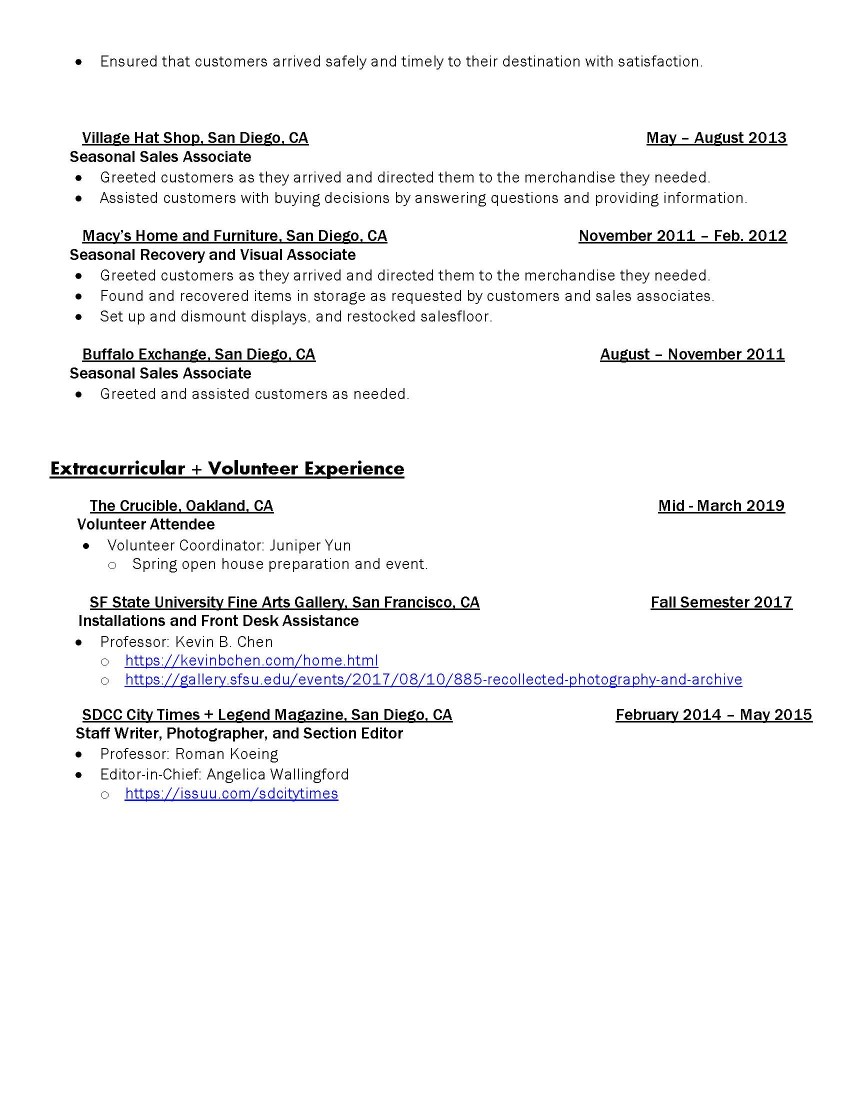 • Ensured that customers arrived safely and timely to their destination with satisfaction.
Village Hat Shop, San Diego, CA May – August 2013
Seasonal Sales Associate
• Greeted customers as they arrived and directed them to the merchandise they needed.
• Assisted customers with buying decisions by answering questions and providing information.
Macy's Home and Furniture, San Diego, CA November 2011 – Feb. 2012
Seasonal Recovery and Visual Associate
• Greeted customers as they arrived and directed them to the merchandise they needed.
• Found and recovered items in storage as requested by customers and sales associates.
• Set up and dismount displays, and restocked salesfloor.
Buffalo Exchange, San Diego, CA August – November 2011
Seasonal Sales Associate
• Greeted and assisted customers as needed.
Extracurricular + Volunteer Experience
The Crucible, Oakland, CA Mid - March 2019
Volunteer Attendee
• Volunteer Coordinator: Juniper Yun
○ Spring open house preparation and event.
SF State University Fine Arts Gallery, San Francisco, CA Fall Semester 2017
Installations and Front Desk Assistance
• Professor: Kevin B. Chen
○ https://kevinbchen.com/home.html
○ https://gallery.sfsu.edu/events/2017/08/10/885-recollected-photography-and-archive
SDCC City Times + Legend Magazine, San Diego, CA February 2014 – May 2015
Staff Writer, Photographer, and Section Editor
• Professor: Roman Koeing
• Editor-in-Chief: Angelica Wallingford
○ https://issuu.com/sdcitytimes